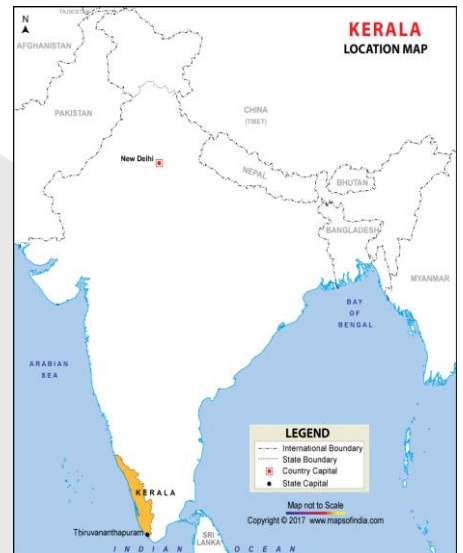 KERALA
LOCATION MAP
N
TAJIKISTAN
AFGHANISTAN
PAKISTAN
CHINA
(TIBET)
New Delhi
NEPAL
BHUTAN
BANGLADESH
MYANMAR
BAY
OF
BENGAL
ARABIAN
SEA
KERALA
Thiruvananthapuram
SRI
LANKA
INDIAN OCEAN
LEGEND
International Boundary
State Boundary
Country Capital
State Capital
Map not to Scale
Copyright © 2017 www.mapsofindia.com